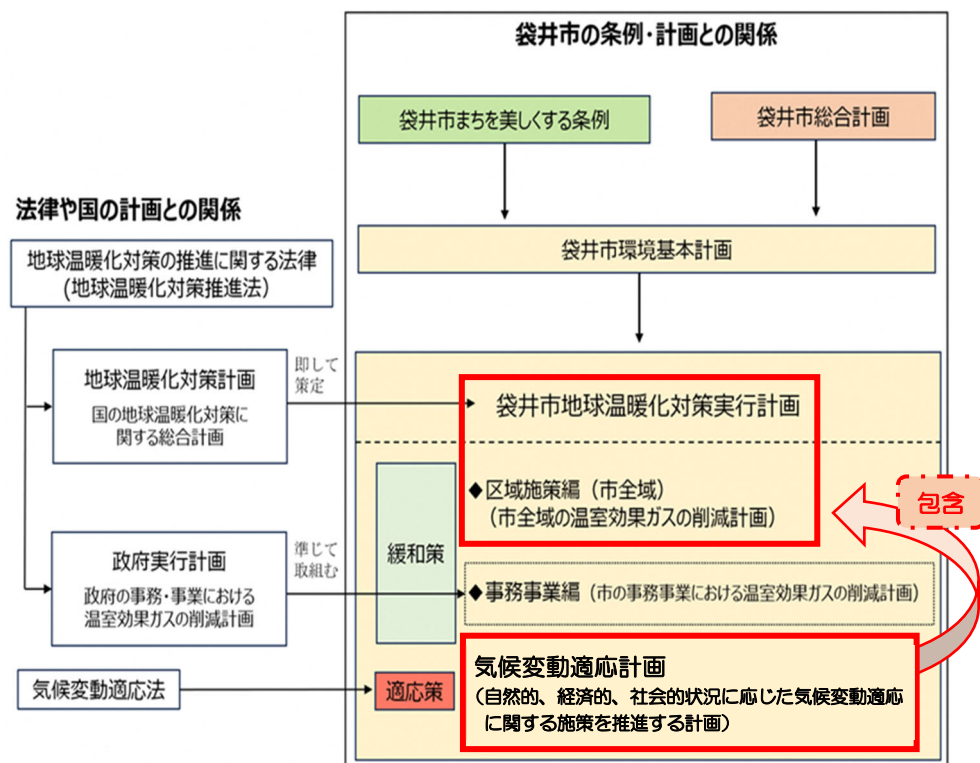 袋井市の条例・計画との関係
袋井市まちを美しくする条例
袋井市総合計画
袋井市環境基本計画
法律や国の計画との関係
地球温暖化対策の推進に関する法律
(地球温暖化対策推進法)
地球温暖化対策計画
国の地球温暖化対策に
関する総合計画
即して
策定
袋井市地球温暖化対策実行計画
緩和策
◆区域施策編（市全域）
（市全域の温室効果ガスの削減計画）
包含
政府実行計画
政府の事務・事業における
温室効果ガスの削減計画
準じて
取組む
◆事務事業編（市の事務事業における温室効果ガスの削減計画）
気候変動適応法
適応策
気候変動適応計画
（自然的、経済的、社会的状況に応じた気候変動適応
に関する施策を推進する計画）